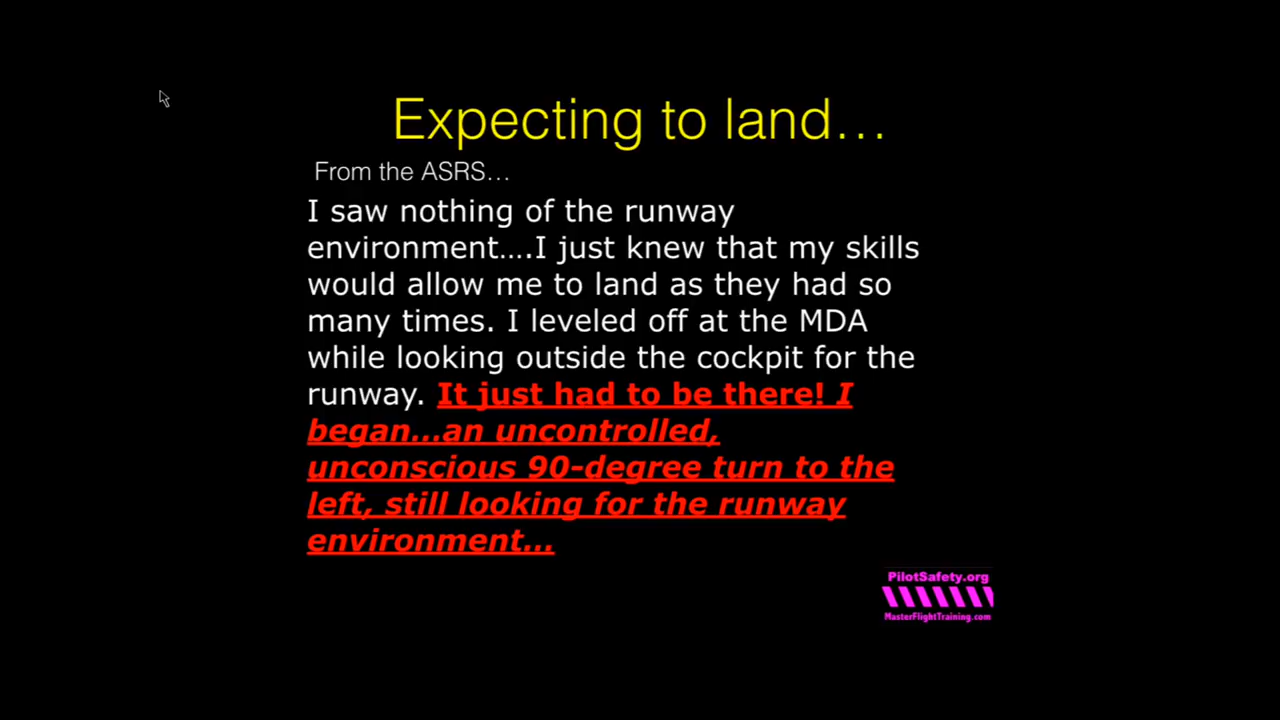 Expecting to land…
From the ASRS…
I saw nothing of the runway
environment….I just knew that my skills
would allow me to land as they had so
many times. I leveled off at the MDA
while looking outside the cockpit for the
runway. It just had to be there! I
began…an uncontrolled,
unconscious 90-degree turn to the
left, still looking for the runway
environment…
PilotSafety.org
MasterFlightTraining.com